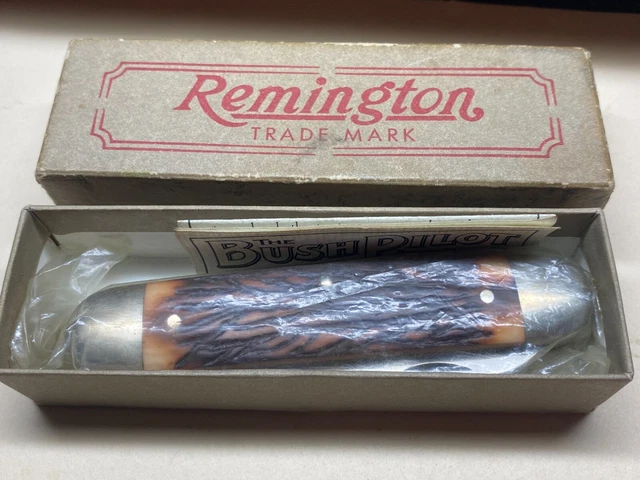 Remington
TRADE MARK
THE
BUSH PILOT